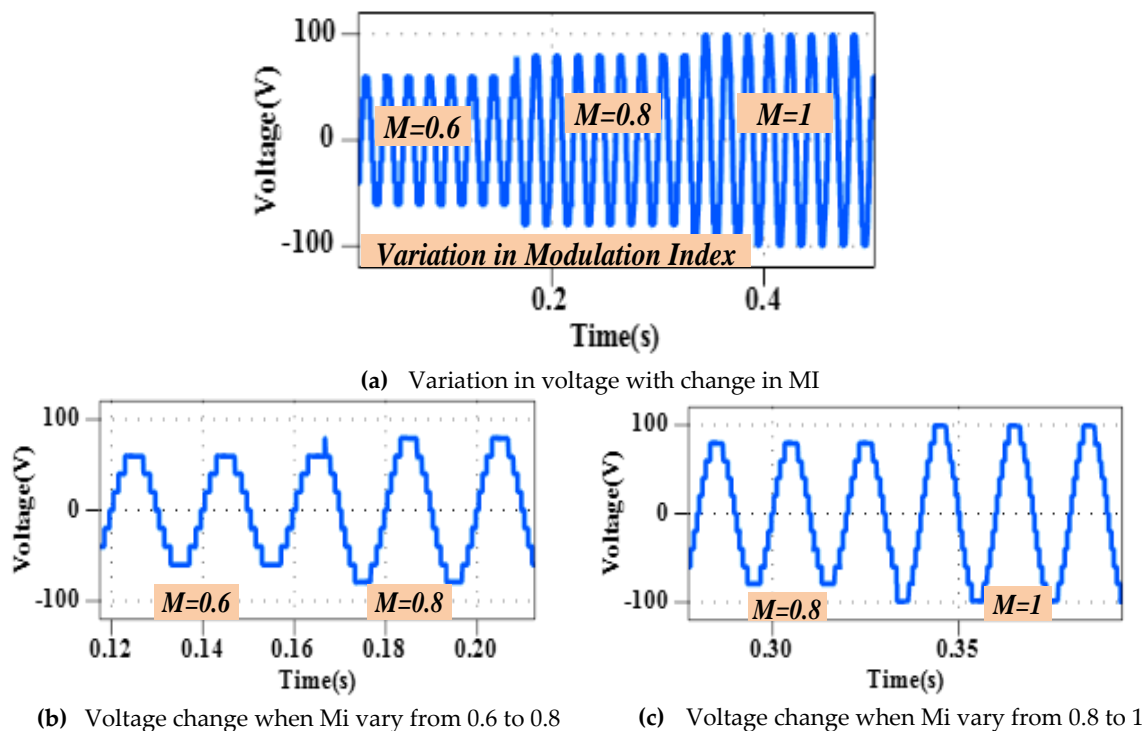 100
0
-100
Voltage(V)
M=0.6
M=0.8
M=1
Variation in Modulation Index
0.2
0.4
Time(s)
(a) Variation in voltage with change in MI
100
0
-100
Voltage(V)
M=0.6
M=0.8
0.12
0.14
0.16
0.18
0.20
Time(s)
(b) Voltage change when Mi vary from 0.6 to 0.8
100
0
-100
Voltage(V)
M=0.8
M=1
0.30
0.35
Time(s)
(c) Voltage change when Mi vary from 0.8 to 1